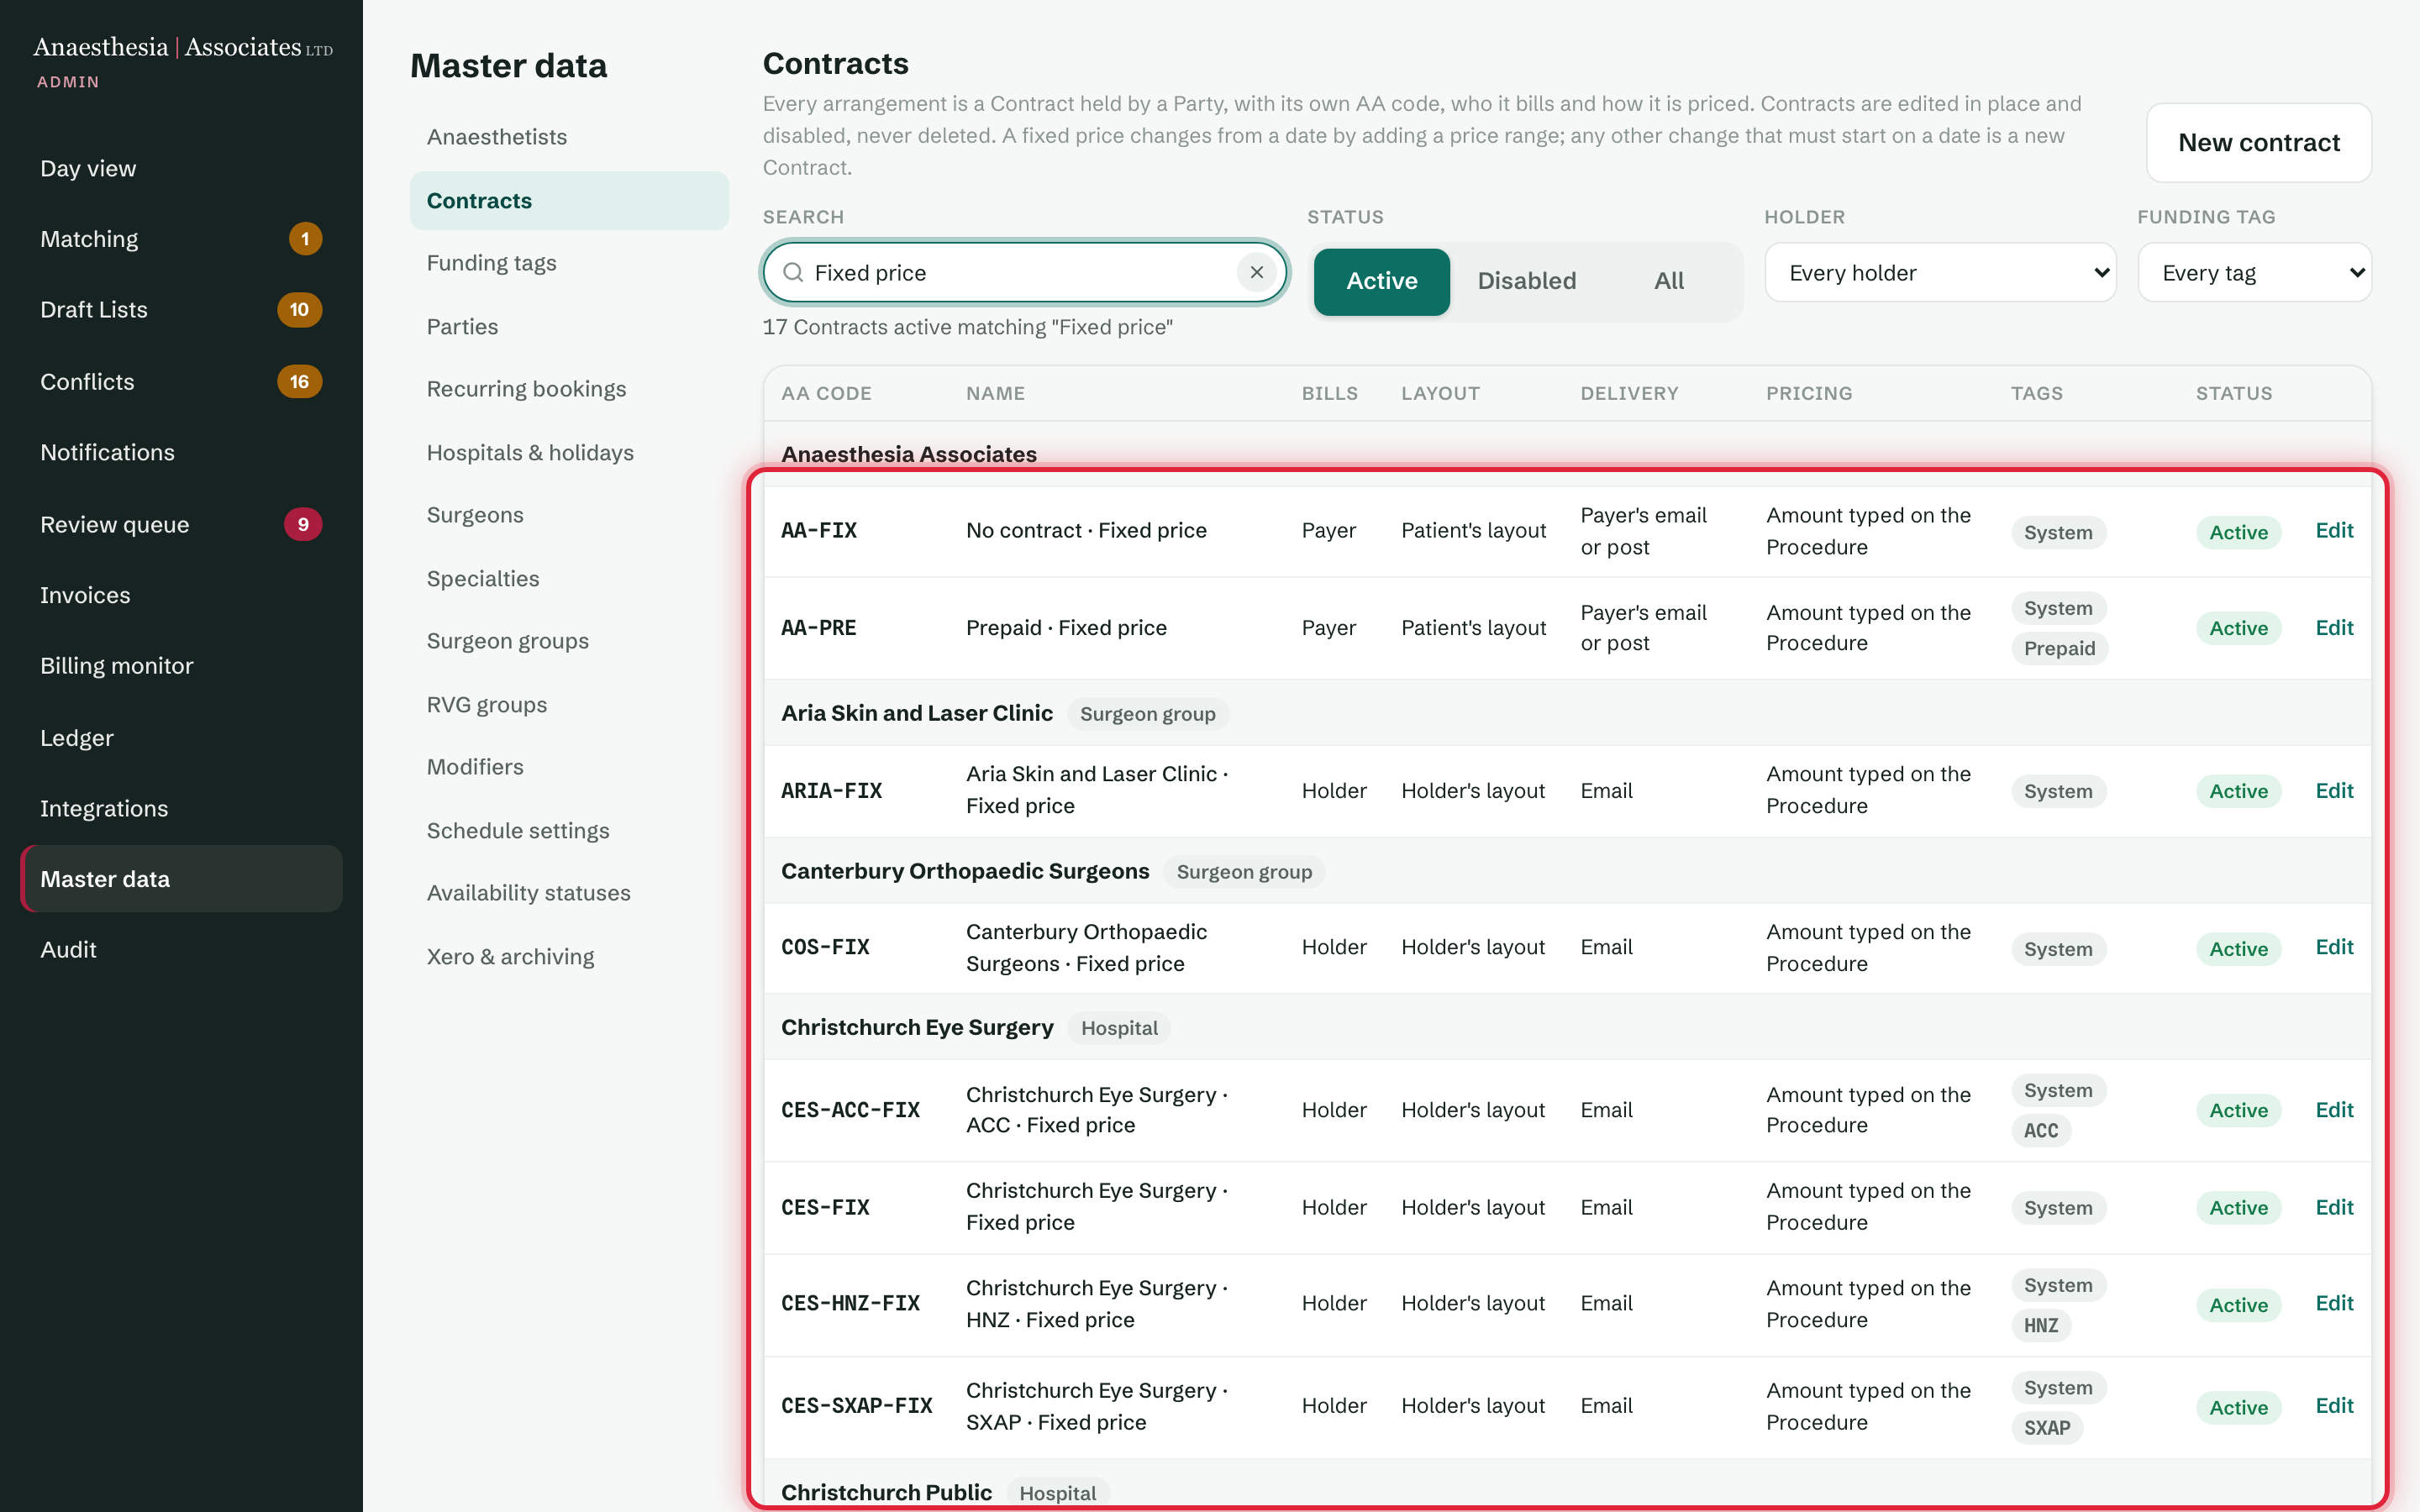 Anaesthesia | Associates LTD
ADMIN
Day view
Matching 1
Draft Lists 10
Conflicts 16
Notifications
Review queue 9
Invoices
Billing monitor
Ledger
Integrations
Master data
Audit
Master data
Anaesthetists
Contracts
Funding tags
Parties
Recurring bookings
Hospitals & holidays
Surgeons
Specialties
Surgeon groups
RVG groups
Modifiers
Schedule settings
Availability statuses
Xero & archiving
Contracts
Every arrangement is a Contract held by a Party, with its own AA code, who it bills and how it is priced. Contracts are edited in place and
disabled, never deleted. A fixed price changes from a date by adding a price range; any other change that must start on a date is a new
Contract.
New contract
SEARCH STATUS HOLDER FUNDING TAG
Fixed price Active Disabled All Every holder Every tag
17 Contracts active matching "Fixed price"
AA CODE NAME BILLS LAYOUT DELIVERY PRICING TAGS STATUS
Anaesthesia Associates
AA-FIX No contract · Fixed price Payer Patient's layout Payer's email Amount typed on the System Active Edit
or post Procedure
AA-PRE Prepaid · Fixed price Payer Patient's layout Payer's email Amount typed on the System Active Edit
or post Procedure Prepaid
Aria Skin and Laser Clinic Surgeon group
ARIA-FIX Aria Skin and Laser Clinic · Holder Holder's layout Email Amount typed on the System Active Edit
Fixed price Procedure
Canterbury Orthopaedic Surgeons Surgeon group
COS-FIX Canterbury Orthopaedic Holder Holder's layout Email Amount typed on the System Active Edit
Surgeons · Fixed price Procedure
Christchurch Eye Surgery Hospital
CES-ACC-FIX Christchurch Eye Surgery · Holder Holder's layout Email Amount typed on the System Active Edit
ACC · Fixed price Procedure ACC
CES-FIX Christchurch Eye Surgery · Holder Holder's layout Email Amount typed on the System Active Edit
Fixed price Procedure
CES-HNZ-FIX Christchurch Eye Surgery · Holder Holder's layout Email Amount typed on the System Active Edit
HNZ · Fixed price Procedure HNZ
CES-SXAP-FIX Christchurch Eye Surgery · Holder Holder's layout Email Amount typed on the System Active Edit
SXAP · Fixed price Procedure SXAP
Christchurch Public Hospital